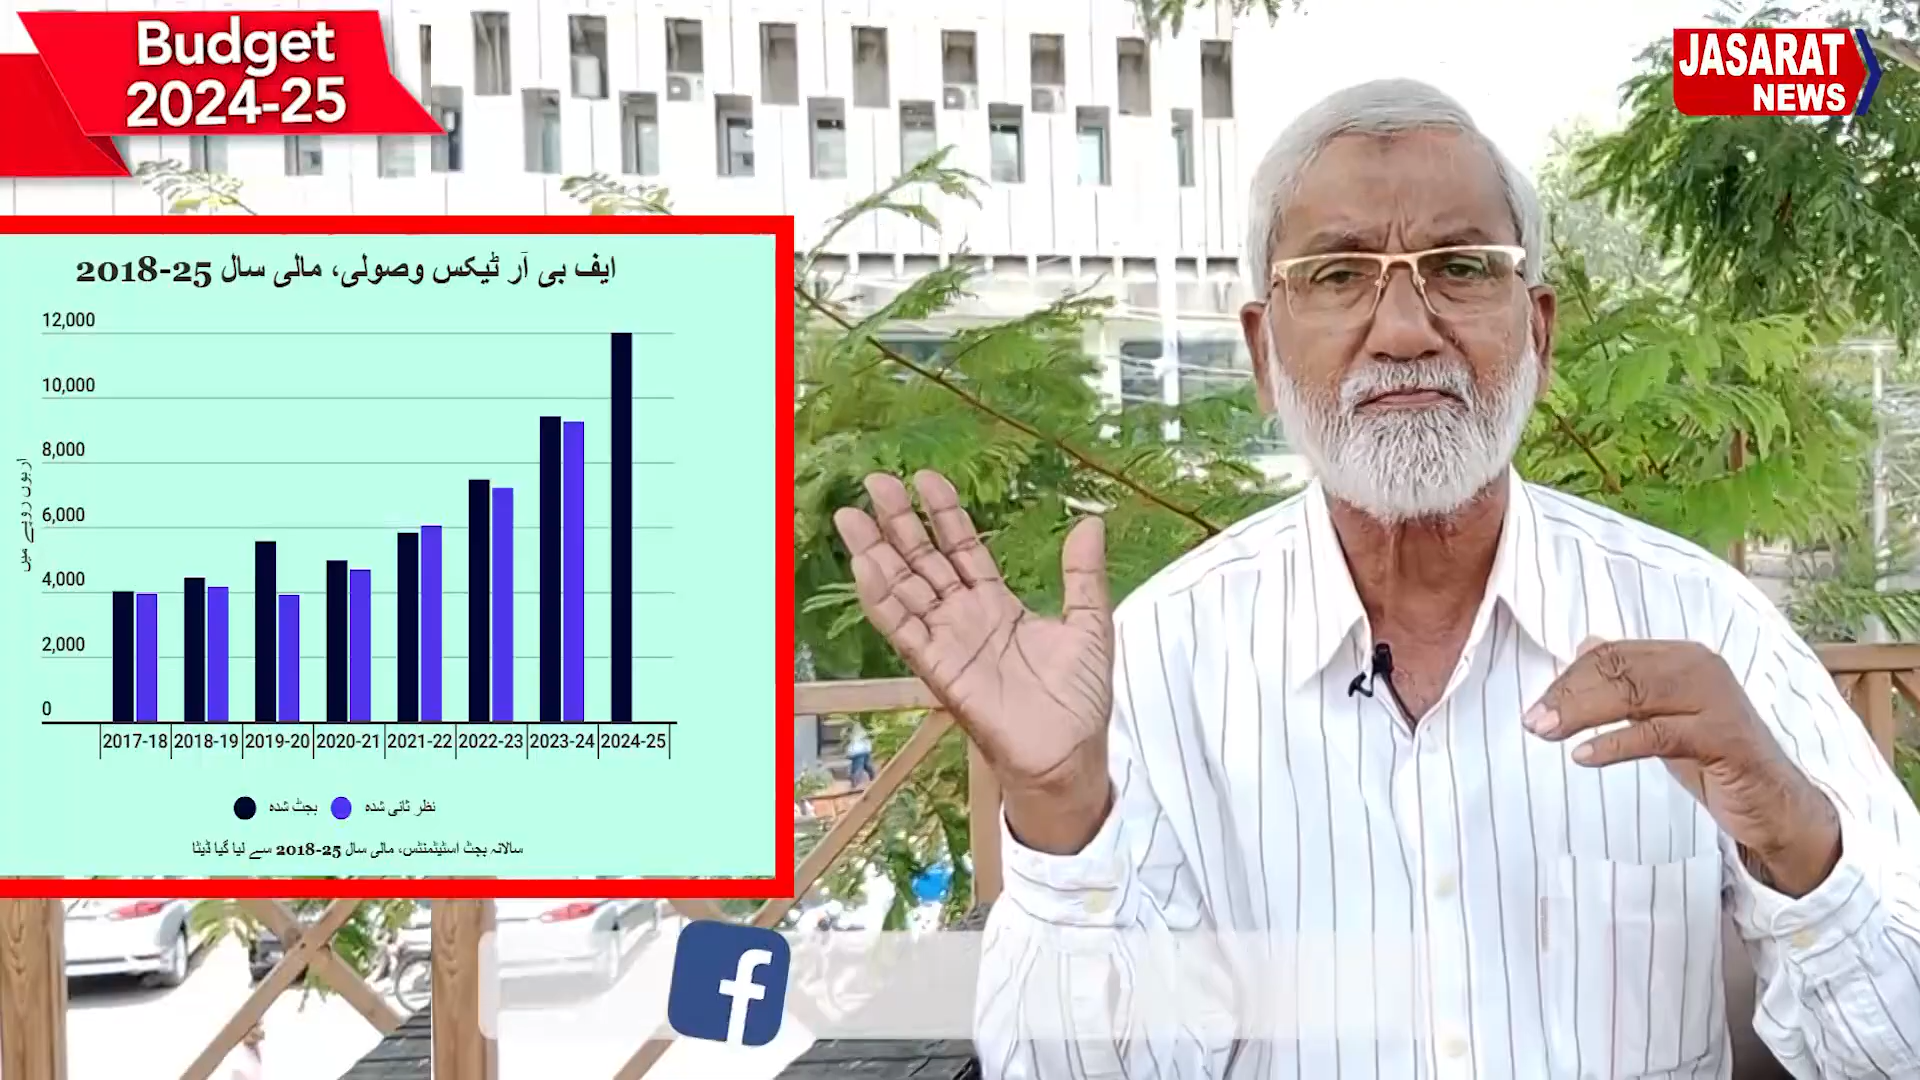 Budget
2024-25
JASARAT
NEWS
ایف بی آر ٹیکس وصولی، مالی سال 25-2018
اربوں روپے میں
12,000
10,000
8,000
6,000
4,000
2,000
0
2017-18 2018-19 2019-20 2020-21 2021-22 2022-23 2023-24 2024-25
بجٹ شدہ نظر ثانی شدہ
سالانہ بجٹ اسٹیٹمنٹس، مالی سال 25-2018 سے لیا گیا ڈیٹا
f